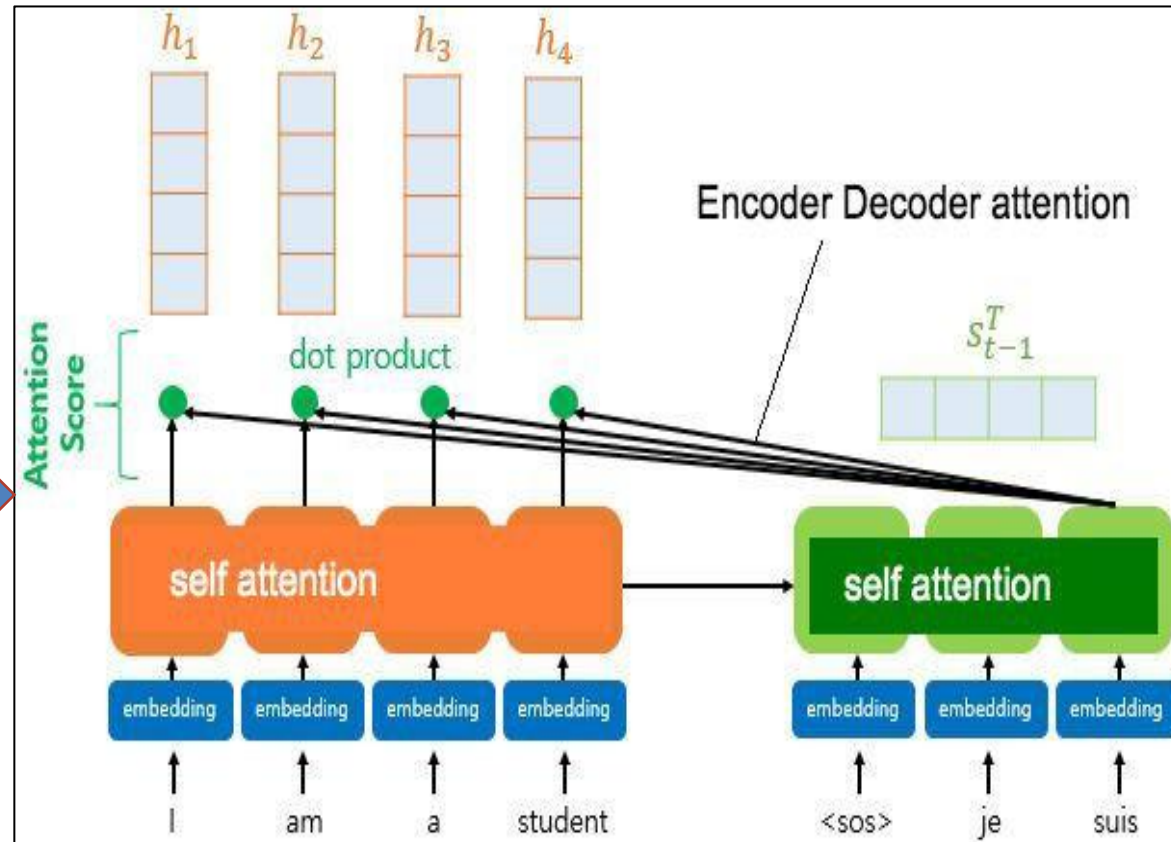 h₁ h₂ h₃ h₄
Encoder Decoder attention
Attention
Score
dot product
s_{t-1}^T
self attention
self attention
embedding embedding embedding embedding
embedding embedding embedding
I am a student
<sos> je suis